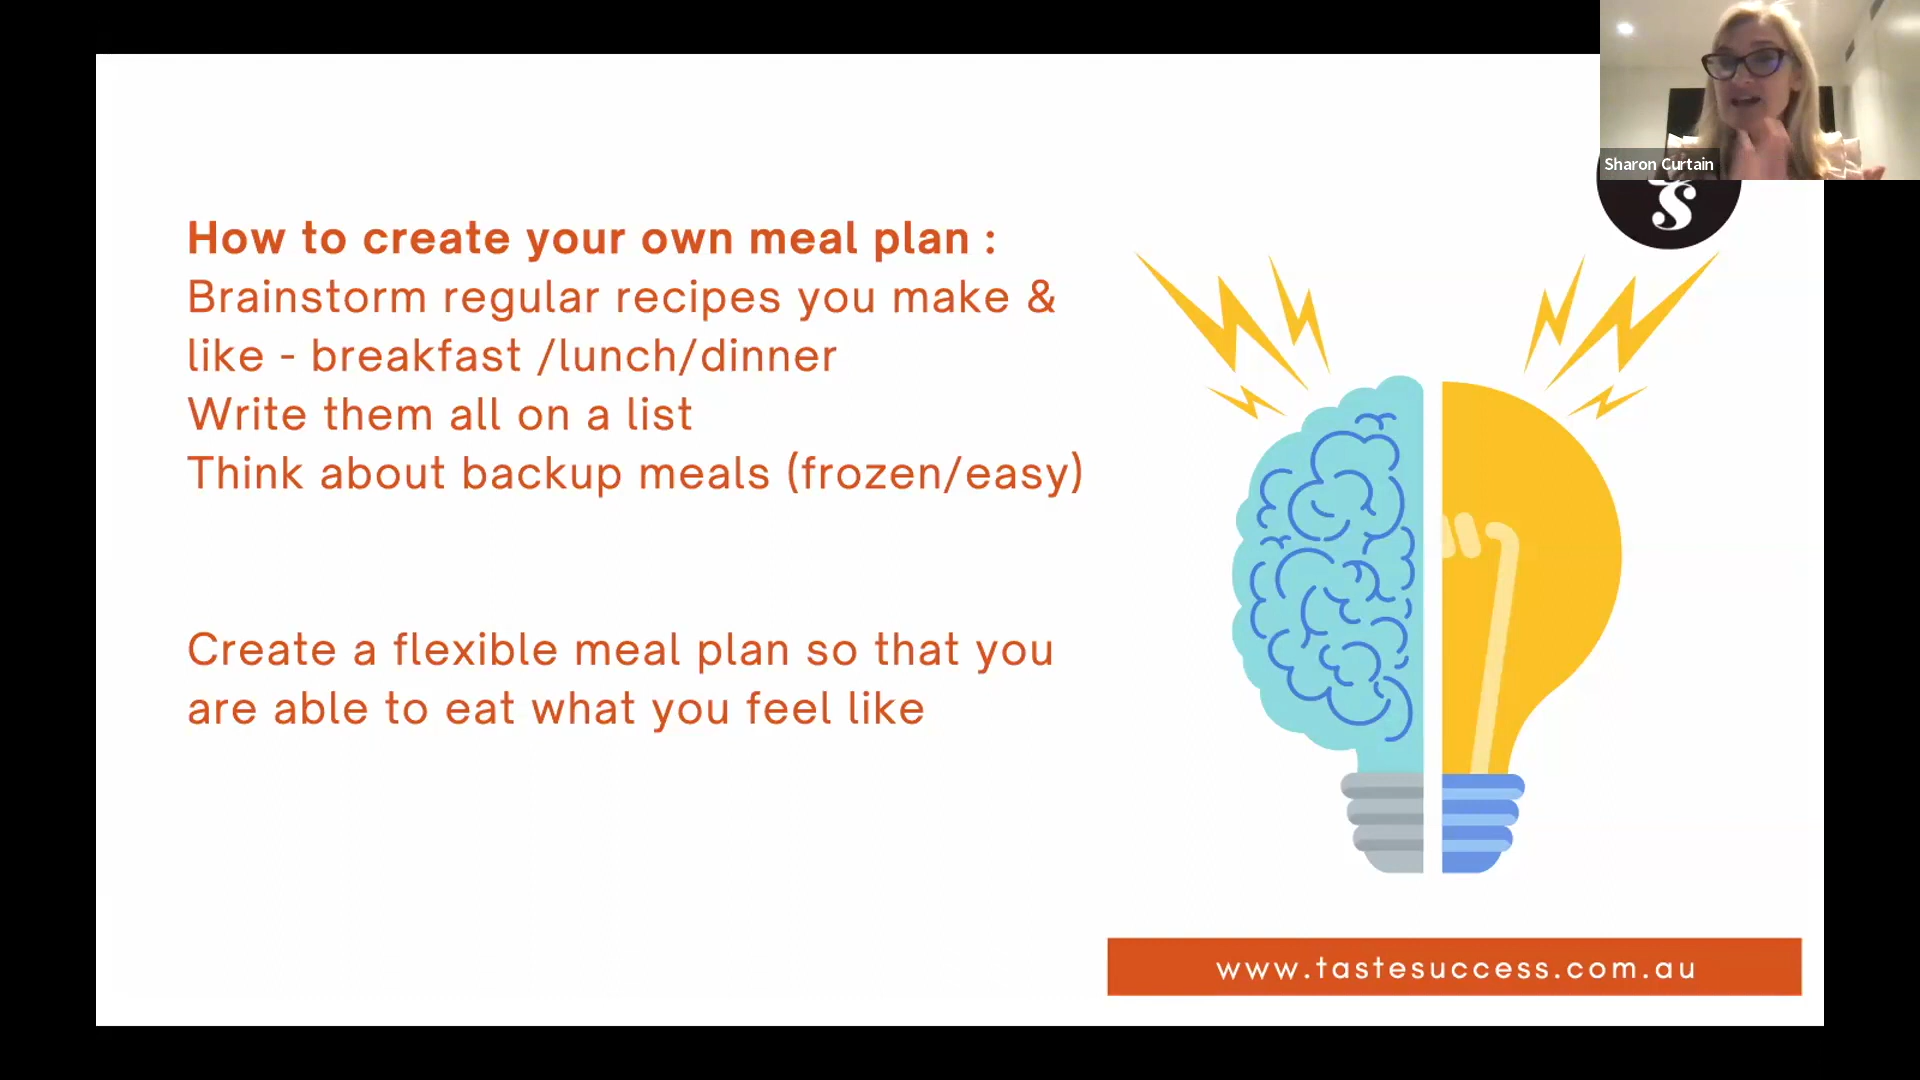 Sharon Curtain
How to create your own meal plan :
Brainstorm regular recipes you make &
like - breakfast /lunch/dinner
Write them all on a list
Think about backup meals (frozen/easy)
Create a flexible meal plan so that you
are able to eat what you feel like
www.tastesuccess.com.au